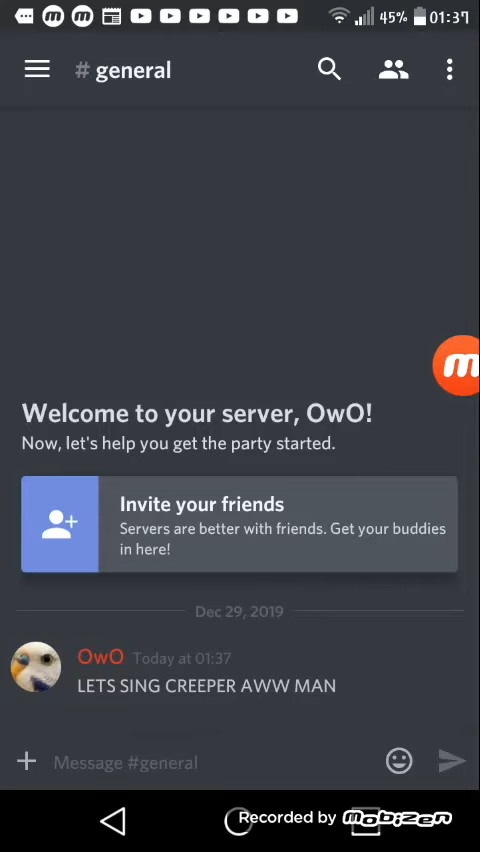 45% 01:37
# general
Welcome to your server, OwO!
Now, let's help you get the party started.
Invite your friends
Servers are better with friends. Get your buddies
in here!
Dec 29, 2019
OwO Today at 01:37
LETS SING CREEPER AWW MAN
Message #general
Recorded by Mobizen